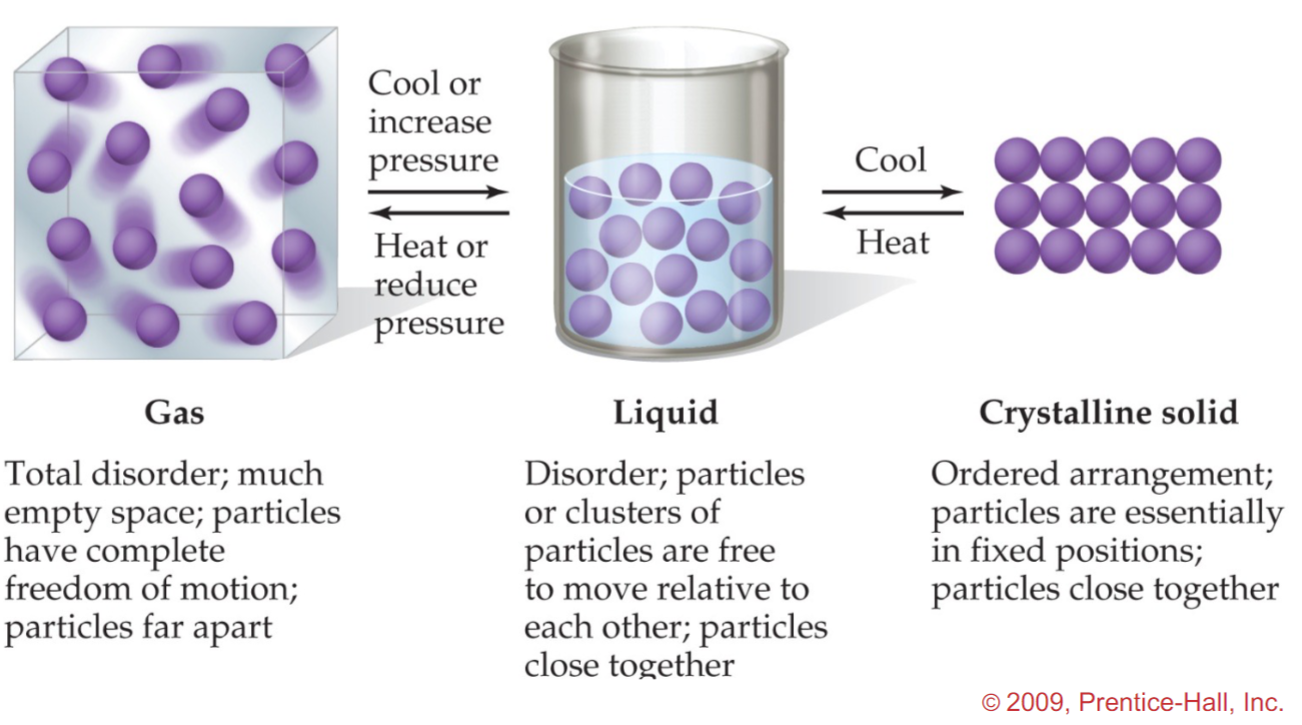 Cool or
increase
pressure
Heat or
reduce
pressure
Cool
Heat
Gas
Total disorder; much
empty space; particles
have complete
freedom of motion;
particles far apart
Liquid
Disorder; particles
or clusters of
particles are free
to move relative to
each other; particles
close together
Crystalline solid
Ordered arrangement;
particles are essentially
in fixed positions;
particles close together
© 2009, Prentice-Hall, Inc.